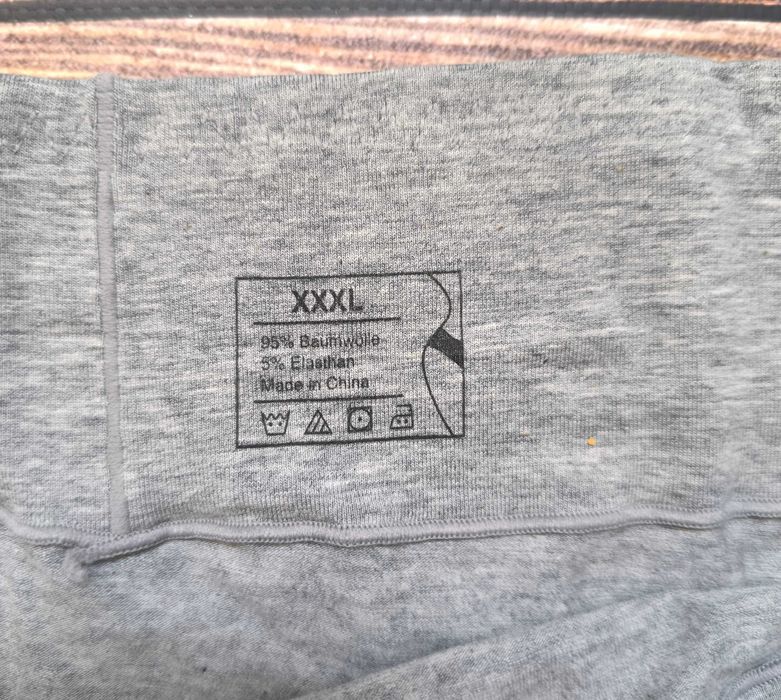 XXXL
95% Baumwolle
5% Elasthan
Made in China